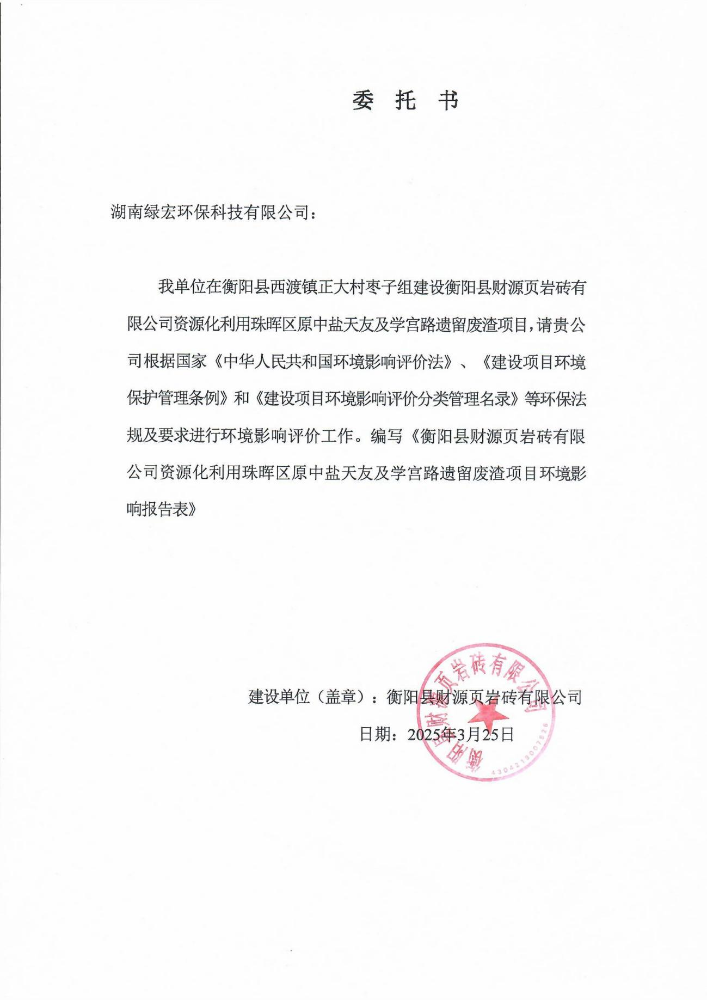 委 托 书
湖南绿宏环保科技有限公司：
我单位在衡阳县西渡镇正大村枣子组建设衡阳县财源页岩砖有
限公司资源化利用珠晖区原中盐天友及学宫路遗留废渣项目，请贵公
司根据国家《中华人民共和国环境影响评价法》、《建设项目环境
保护管理条例》和《建设项目环境影响评价分类管理名录》等环保法
规及要求进行环境影响评价工作。编写《衡阳县财源页岩砖有限
公司资源化利用珠晖区原中盐天友及学宫路遗留废渣项目环境影
响报告表》
建设单位（盖章）：衡阳县财源页岩砖有限公司
日期：2025年3月25日
衡阳县财源页岩砖有限公司